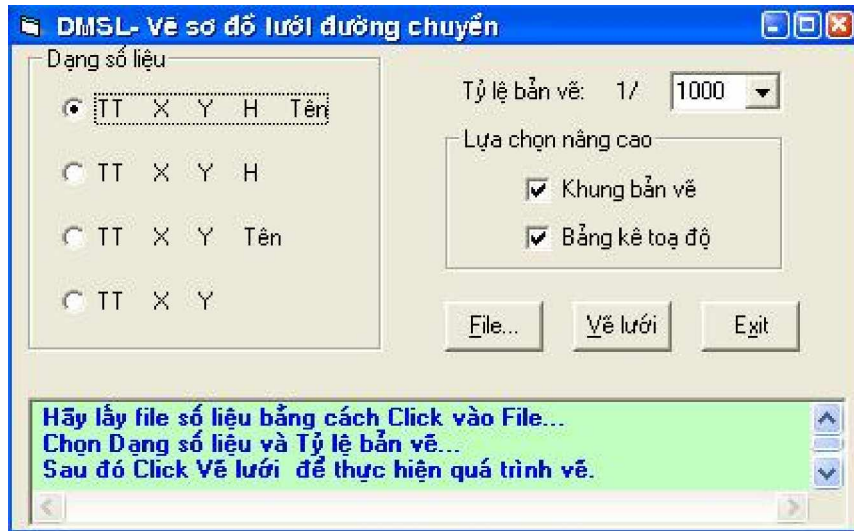 DMSL- Vẽ sơ đồ lưới đường chuyền
Dạng số liệu
TT X Y H Tên
TT X Y H
TT X Y Tên
TT X Y
Tỷ lệ bản vẽ: 1/ 1000
Lựa chọn nâng cao
Khung bản vẽ
Bảng kê toạ độ
File... Vẽ lưới Exit
Hãy lấy file số liệu bằng cách Click vào File...
Chọn Dạng số liệu và Tỷ lệ bản vẽ...
Sau đó Click Vẽ lưới để thực hiện quá trình vẽ.